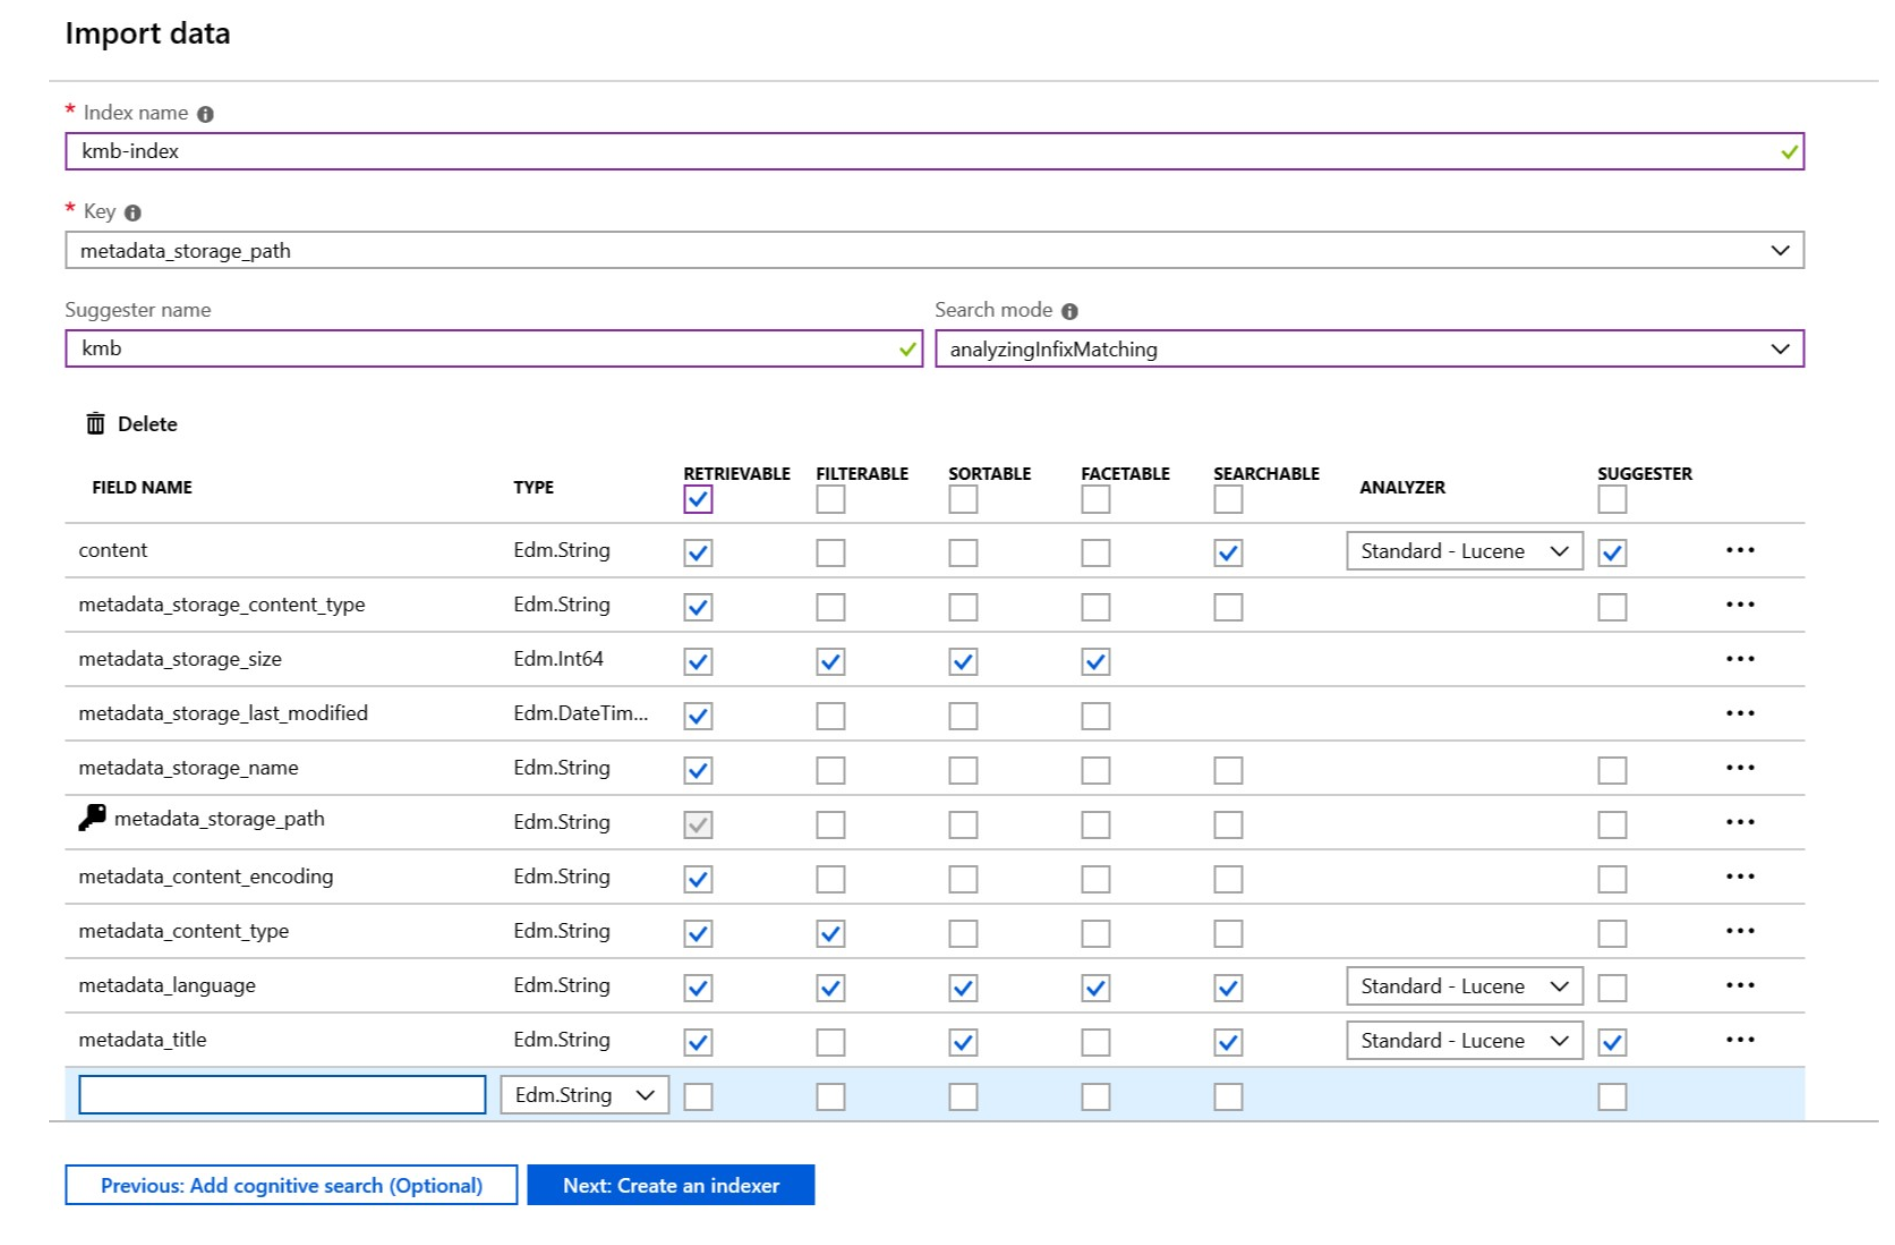 Import data
* Index name
kmb-index
* Key
metadata_storage_path
Suggester name Search mode
kmb analyzingInfixMatching
Delete
FIELD NAME TYPE RETRIEVABLE FILTERABLE SORTABLE FACETABLE SEARCHABLE ANALYZER SUGGESTER
content Edm.String Standard - Lucene
metadata_storage_content_type Edm.String
metadata_storage_size Edm.Int64
metadata_storage_last_modified Edm.DateTim...
metadata_storage_name Edm.String
metadata_storage_path Edm.String
metadata_content_encoding Edm.String
metadata_content_type Edm.String
metadata_language Edm.String Standard - Lucene
metadata_title Edm.String Standard - Lucene
Edm.String
Previous: Add cognitive search (Optional) Next: Create an indexer